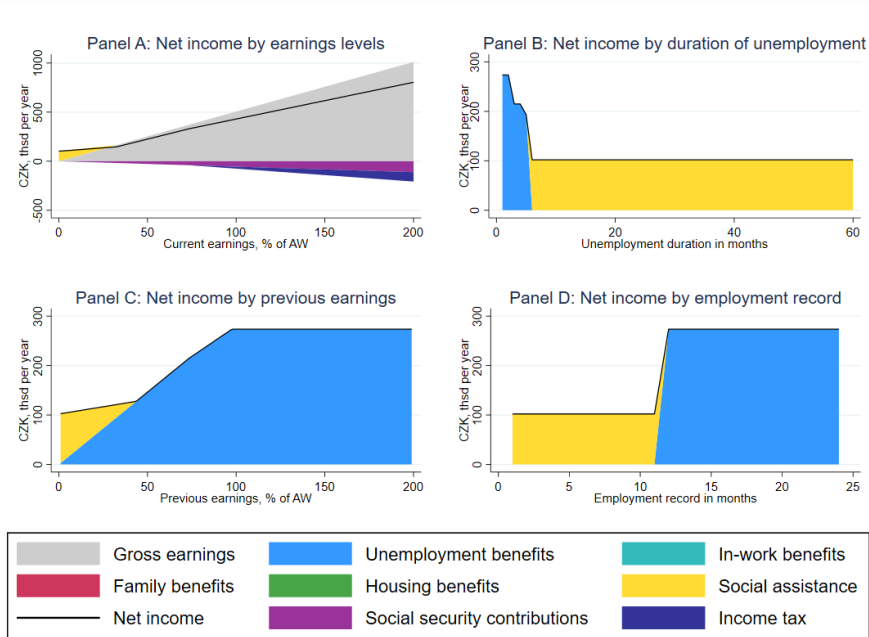 Panel A: Net income by earnings levels
CZK, thsd per year
1000
500
0
-500
0 50 100 150 200
Current earnings, % of AW
Panel B: Net income by duration of unemployment
CZK, thsd per year
300
200
100
0
0 20 40 60
Unemployment duration in months
Panel C: Net income by previous earnings
CZK, thsd per year
300
200
100
0
0 50 100 150 200
Previous earnings, % of AW
Panel D: Net income by employment record
CZK, thsd per year
300
200
100
0
0 5 10 15 20 25
Employment record in months
Gross earnings Unemployment benefits In-work benefits
Family benefits Housing benefits Social assistance
Net income Social security contributions Income tax